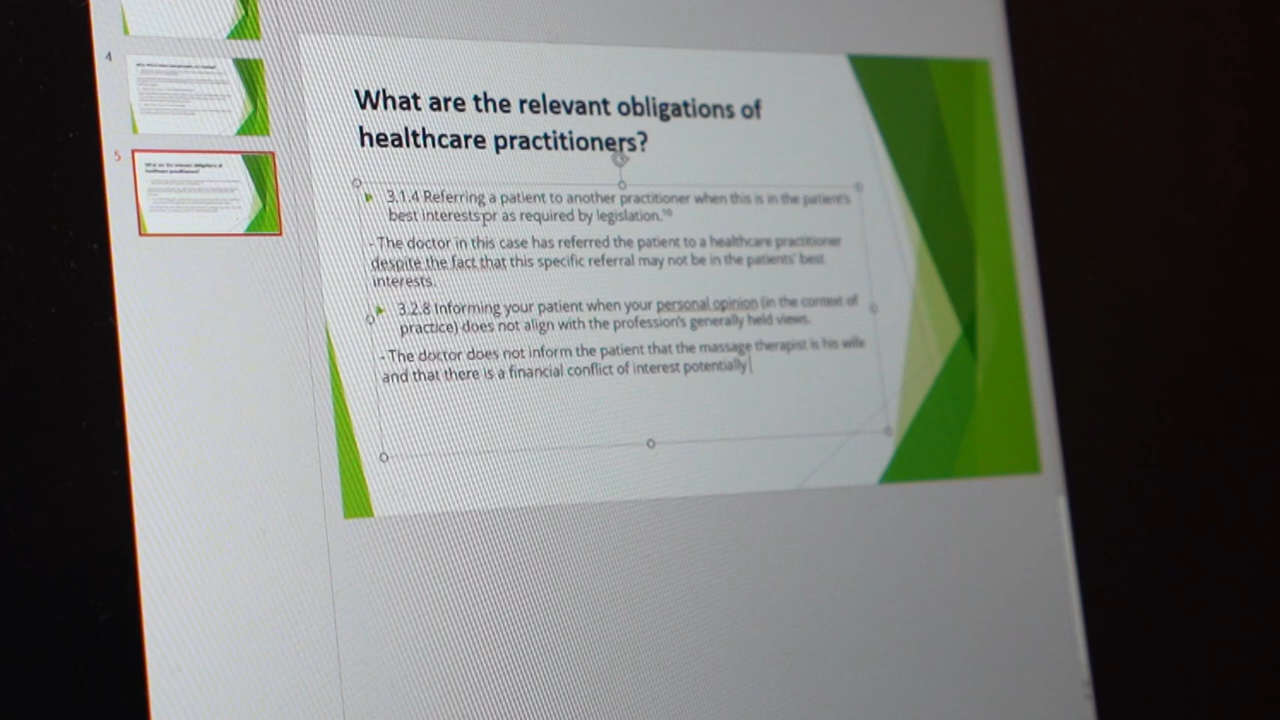 4
5
What are the relevant obligations of
healthcare practitioners?
3.1.4 Referring a patient to another practitioner when this is in the patient's
best interests or as required by legislation.¹⁰
- The doctor in this case has referred the patient to a healthcare practitioner
despite the fact that this specific referral may not be in the patients' best
interests.
3.2.8 Informing your patient when your personal opinion (in the context of
practice) does not align with the profession's generally held views.
- The doctor does not inform the patient that the massage therapist is his wife
and that there is a financial conflict of interest potentially